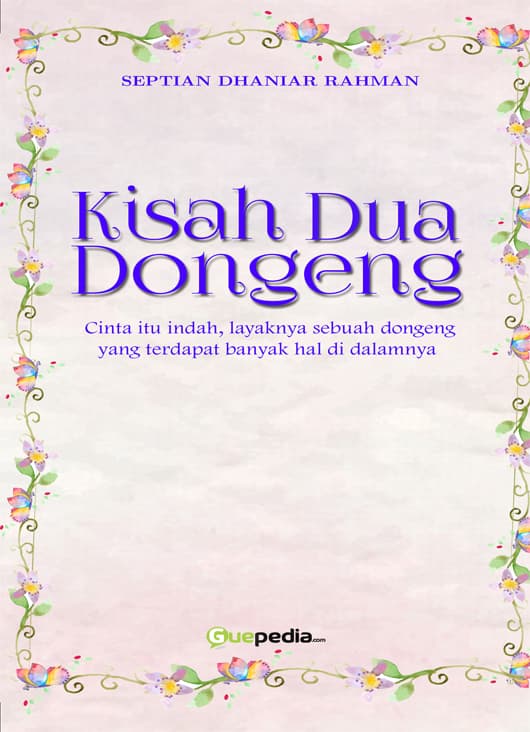 SEPTIAN DHANIAR RAHMAN
Kisah Dua
Dongeng
Cinta itu indah, layaknya sebuah dongeng
yang terdapat banyak hal di dalamnya
Guepedia.com